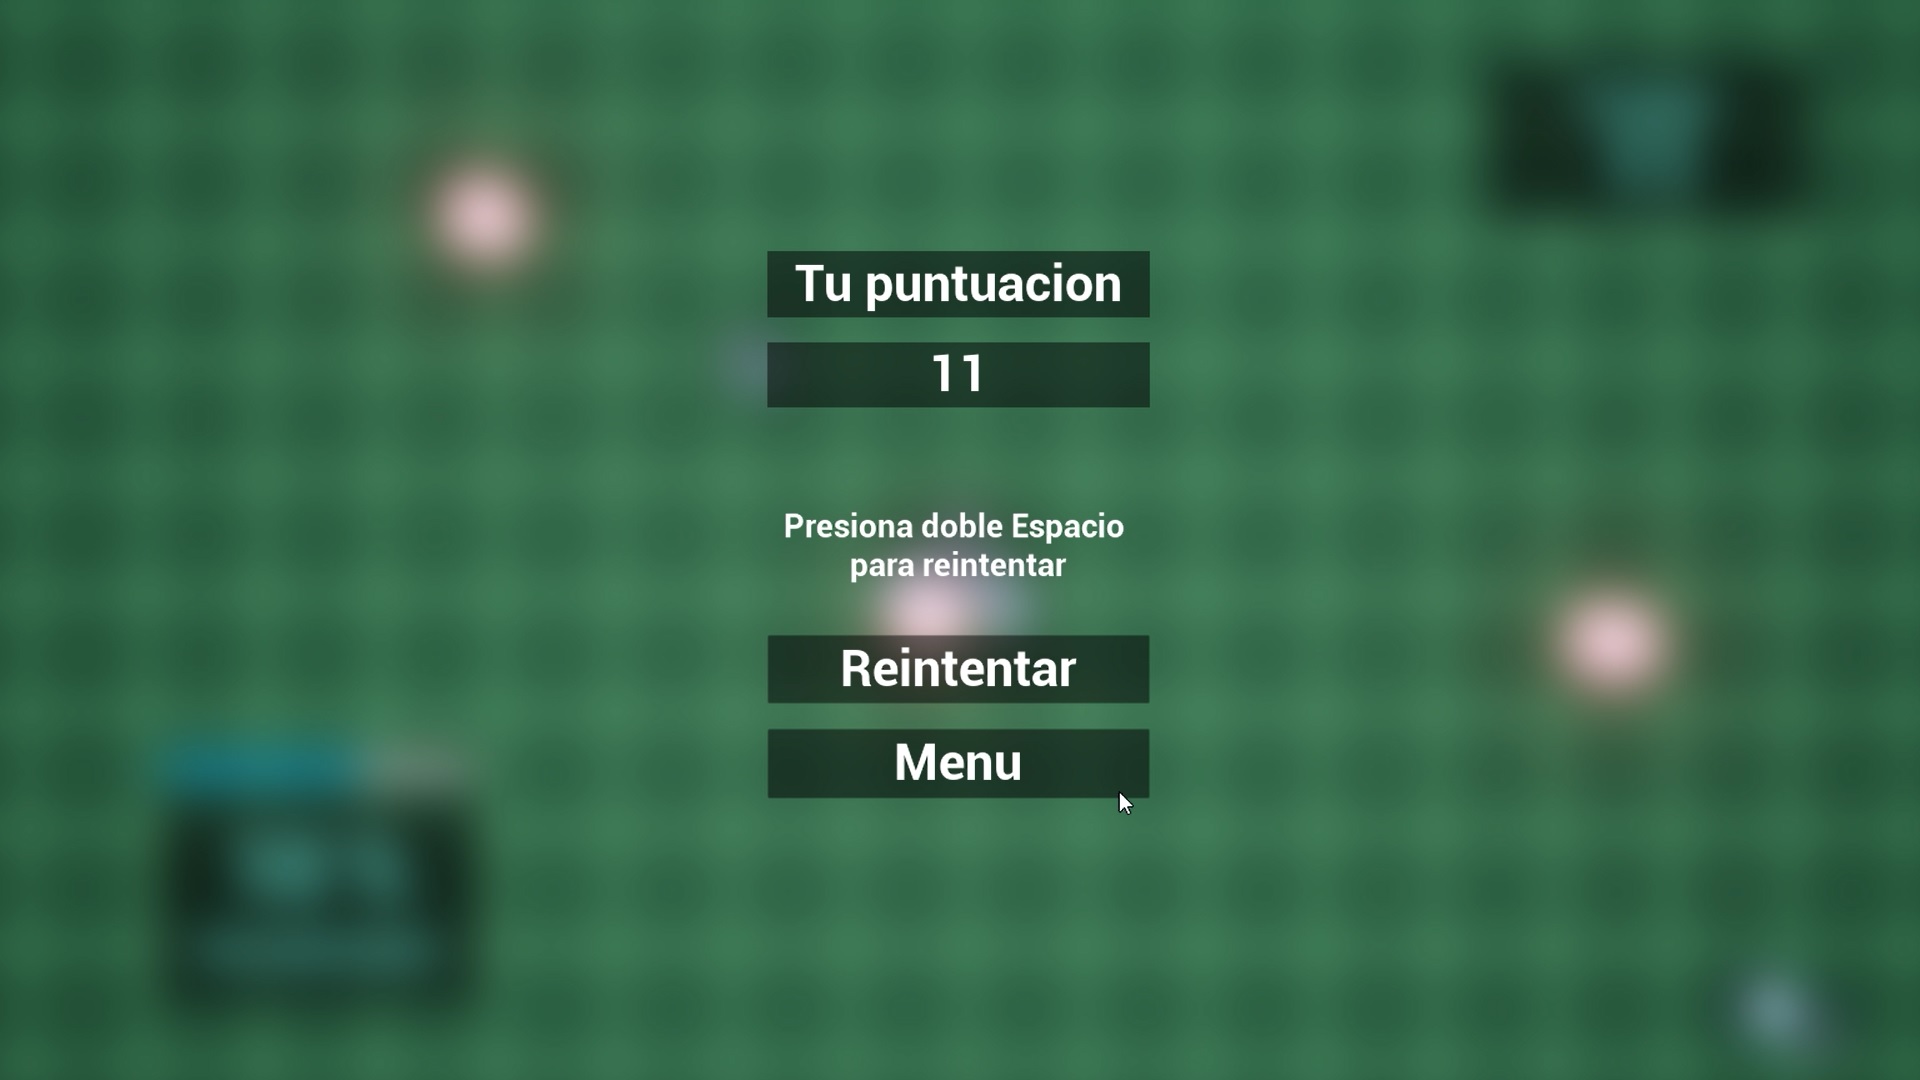 Tu puntuacion
11
Presiona doble Espacio
para reintentar
Reintentar
Menu